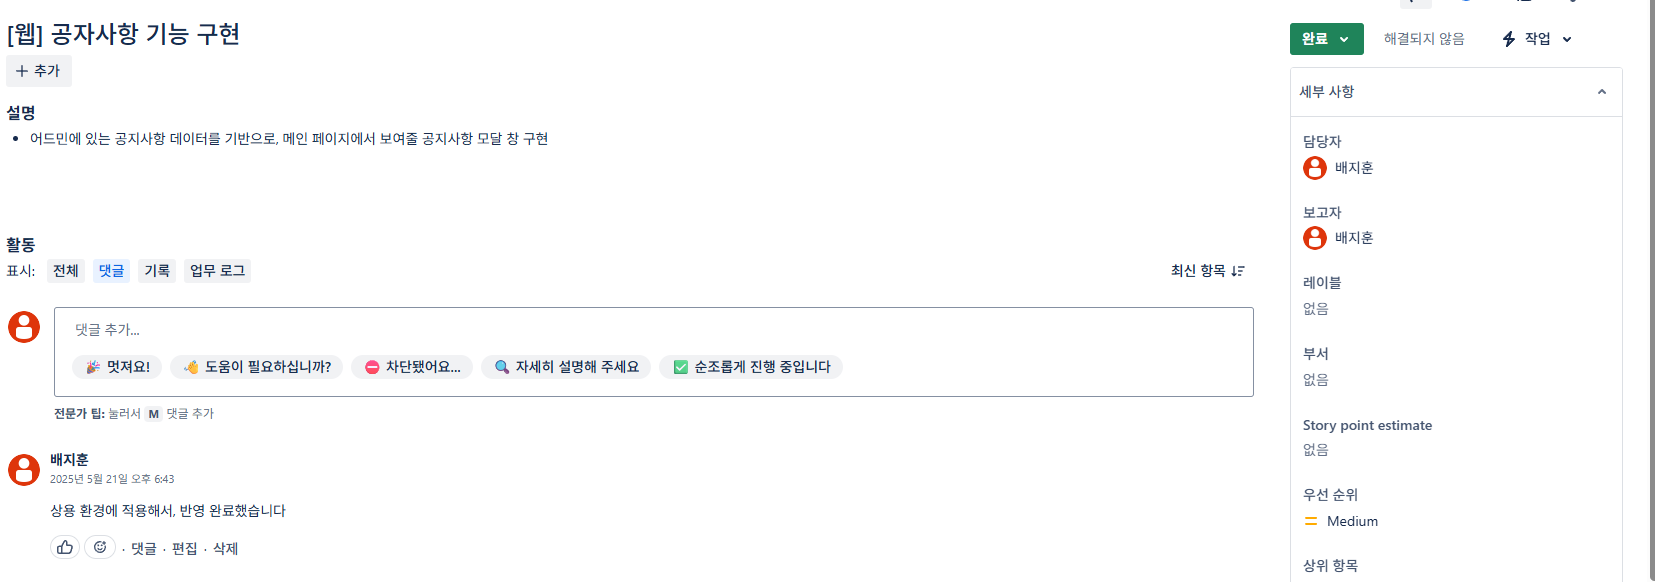 [웹] 공자사항 기능 구현
추가
설명
어드민에 있는 공지사항 데이터를 기반으로, 메인 페이지에서 보여줄 공지사항 모달 창 구현
활동
표시: 전체 댓글 기록 업무 로그
최신 항목
댓글 추가...
🎉 멋져요! 👋 도움이 필요하십니까? ⛔ 차단됐어요... 🔍 자세히 설명해 주세요 ✅ 순조롭게 진행 중입니다
전문가 팁: 눌러서 M 댓글 추가
배지훈
2025년 5월 21일 오후 6:43
상용 환경에 적용해서, 반영 완료했습니다
· 댓글 · 편집 · 삭제
완료 해결되지 않음 작업
세부 사항
담당자
배지훈
보고자
배지훈
레이블
없음
부서
없음
Story point estimate
없음
우선 순위
Medium
상위 항목